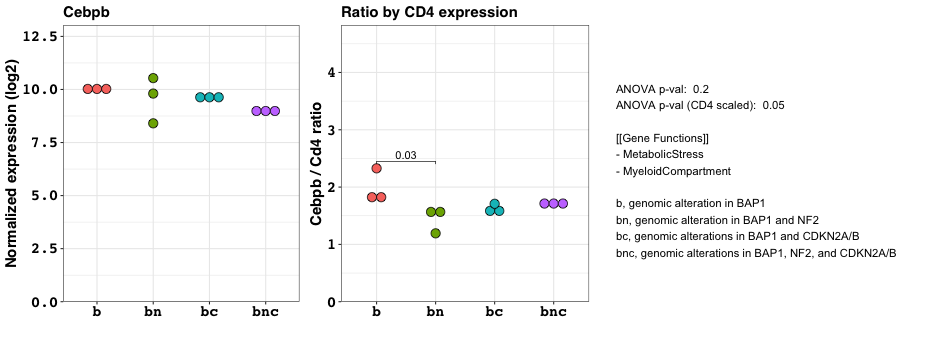 Cebpb
Normalized expression (log2)
12.5
10.0
7.5
5.0
2.5
0.0
b
bn
bc
bnc
Ratio by CD4 expression
Cebpb / Cd4 ratio
4
3
2
1
0
0.03
b
bn
bc
bnc
ANOVA p-val: 0.2
ANOVA p-val (CD4 scaled): 0.05
[[Gene Functions]]
- MetabolicStress
- MyeloidCompartment
b, genomic alteration in BAP1
bn, genomic alteration in BAP1 and NF2
bc, genomic alterations in BAP1 and CDKN2A/B
bnc, genomic alterations in BAP1, NF2, and CDKN2A/B